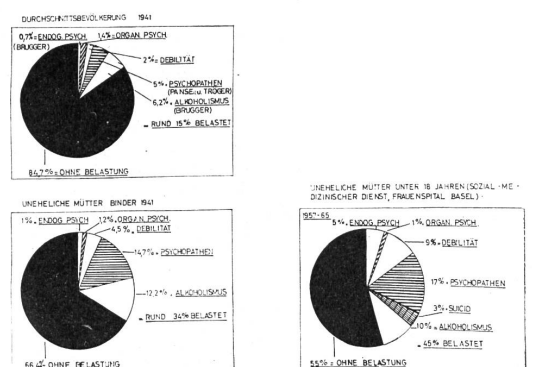 DURCHSCHNITTSBEVÖLKERUNG 1941
0,7%= ENDOG. PSYCH.
(BRUGGER)
1,4%= ORGAN. PSYCH.
2%= DEBILITÄT
5%= PSYCHOPATHEN
(PANSE u. TRÖGER)
6,2%= ALKOHOLISMUS
(BRUGGER)
= RUND 15% BELASTET
84,7%= OHNE BELASTUNG
UNEHELICHE MÜTTER BINDER 1941
1%= ENDOG. PSYCH.
1,2%= ORGAN. PSYCH.
4,5%= DEBILITÄT
14,7%= PSYCHOPATHEN
12,2%= ALKOHOLISMUS
= RUND 34% BELASTET
66,4%= OHNE BELASTUNG
UNEHELICHE MÜTTER UNTER 18 JAHREN (SOZIAL-ME-
DIZINISCHER DIENST, FRAUENSPITAL BASEL)
1957-65
5%= ENDOG. PSYCH.
1%= ORGAN. PSYCH.
9%= DEBILITÄT
17%= PSYCHOPATHEN
3%= SUICID
10%= ALKOHOLISMUS
= 45% BELASTET
55%= OHNE BELASTUNG